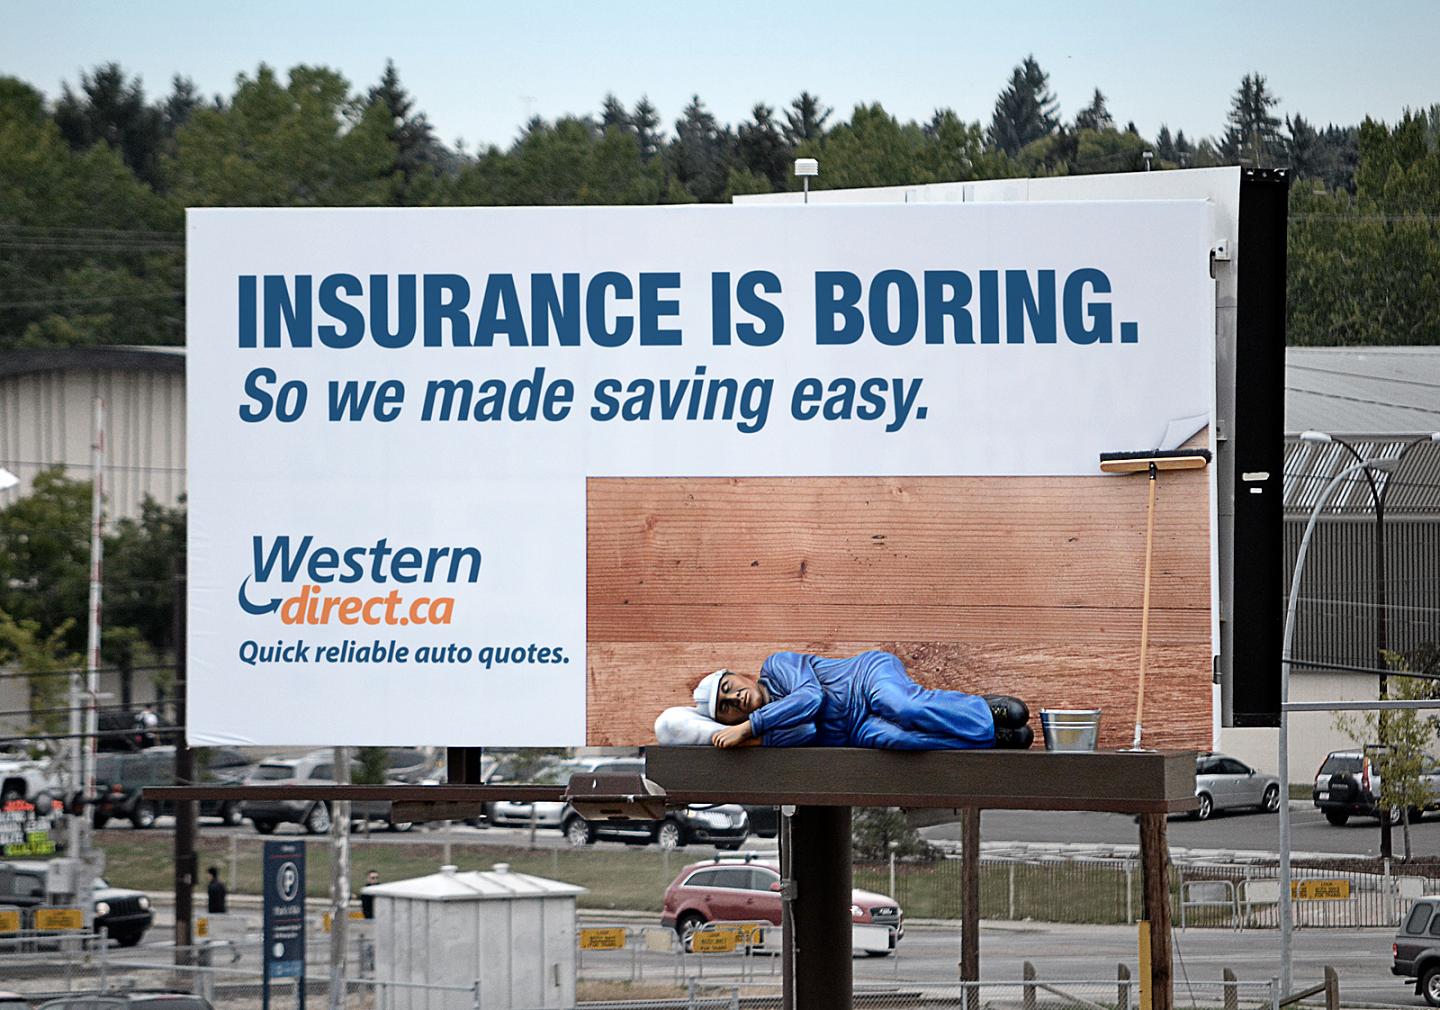 INSURANCE IS BORING.
So we made saving easy.
Western
direct.ca
Quick reliable auto quotes.
P